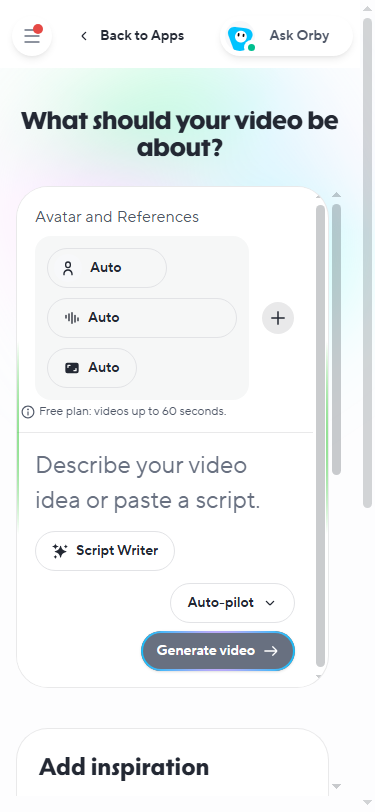 Back to Apps
Ask Orby
What should your video be
about?
Avatar and References
Auto
Auto
Auto
Free plan: videos up to 60 seconds.
Describe your video
idea or paste a script.
Script Writer
Auto-pilot
Generate video
Add inspiration